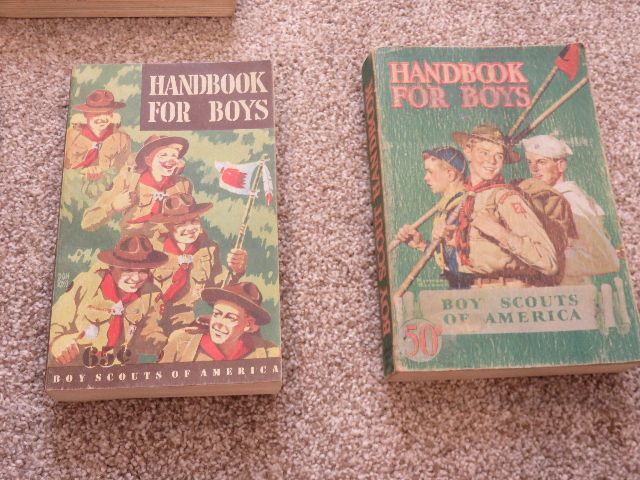 HANDBOOK
FOR BOYS
65¢
BOY SCOUTS OF AMERICA
HANDBOOK
FOR BOYS
BOY SCOUTS
OF AMERICA
50¢